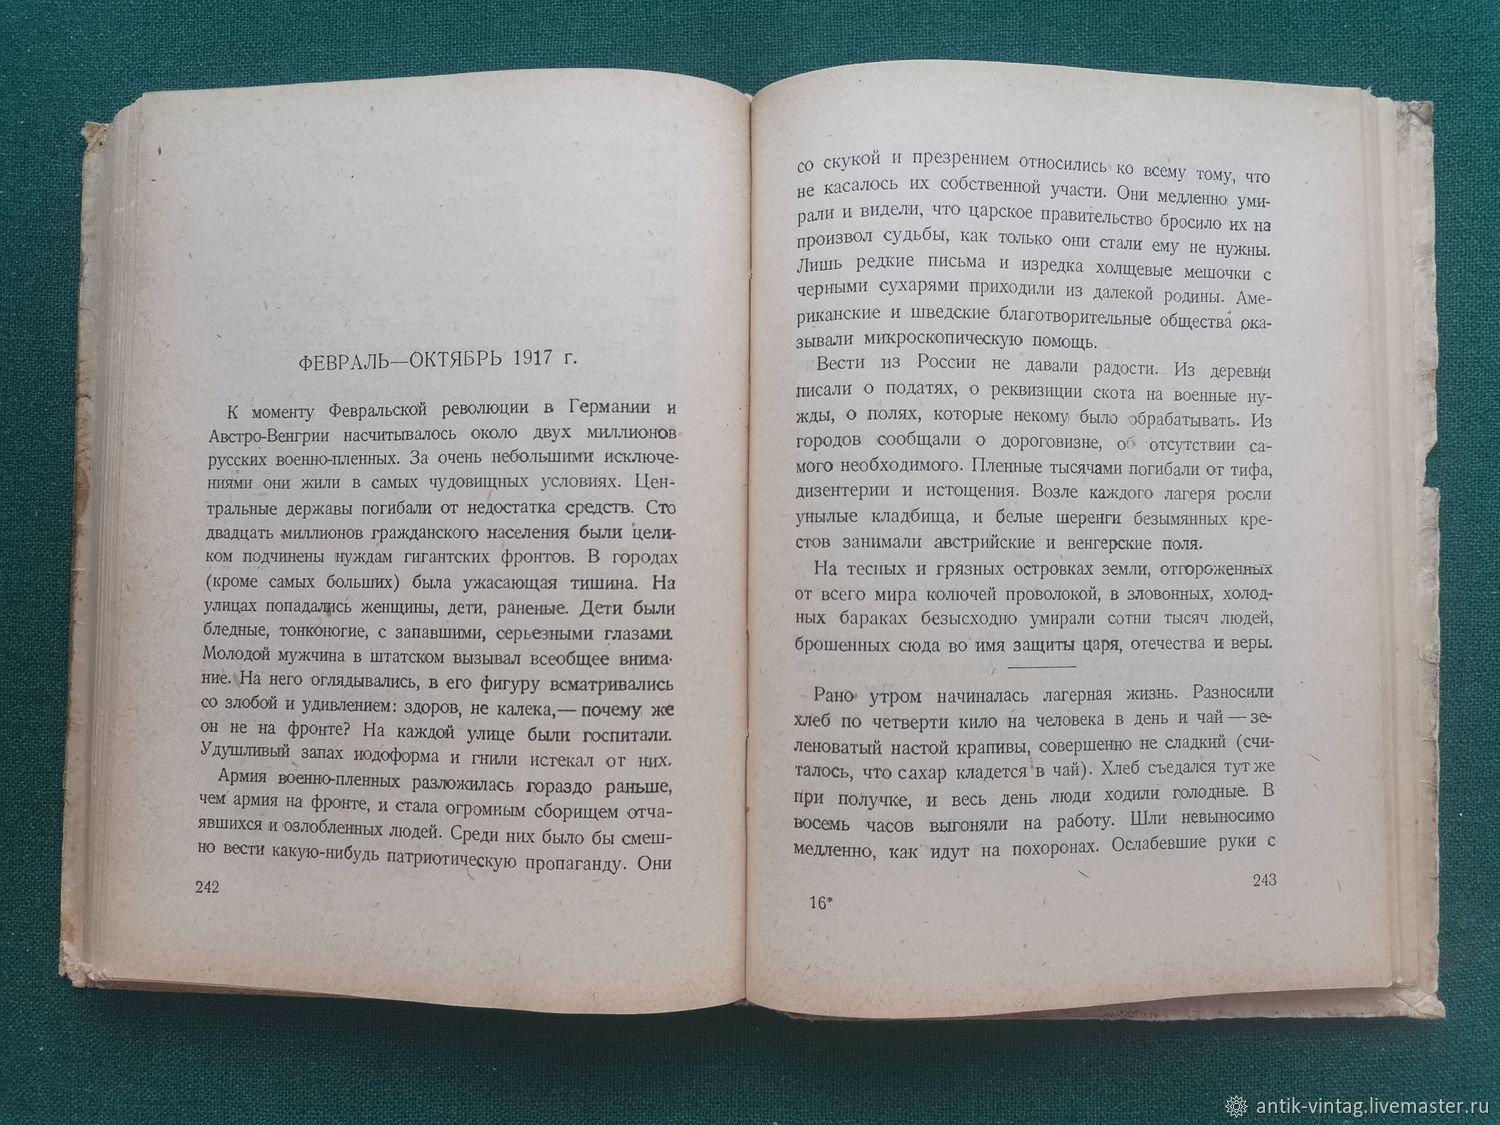 ФЕВРАЛЬ—ОКТЯБРЬ 1917 г.
К моменту Февральской революции в Германии и
Австро-Венгрии насчитывалось около двух миллионов
русских военно-пленных. За очень небольшими исключе-
ниями они жили в самых чудовищных условиях. Цен-
тральные державы погибали от недостатка средств. Сто
двадцать миллионов гражданского населения были цели-
ком подчинены нуждам гигантских фронтов. В городах
(кроме самых больших) была ужасающая тишина. На
улицах попадались женщины, дети, раненые. Дети были
бледные, тонконогие, с запавшими, серьезными глазами.
Молодой мужчина в штатском вызывал всеобщее внима-
ние. На него оглядывались, в его фигуру всматривались
со злобой и удивлением: здоров, не калека,— почему же
он не на фронте? На каждой улице были госпитали.
Удушливый запах иодоформа и гнили истекал от них.
Армия военно-пленных разложилась гораздо раньше,
чем армия на фронте, и стала огромным сборищем отча-
явшихся и озлобленных людей. Среди них было бы смеш-
но вести какую-нибудь патриотическую пропаганду. Они
242
со скукой и презрением относились ко всему тому, что
не касалось их собственной участи. Они медленно уми-
рали и видели, что царское правительство бросило их на
произвол судьбы, как только они стали ему не нужны.
Лишь редкие письма и изредка холщевые мешочки с
черными сухарями приходили из далекой родины. Аме-
риканские и шведские благотворительные общества ока-
зывали микроскопическую помощь.
Вести из России не давали радости. Из деревни
писали о податях, о реквизиции скота на военные ну-
жды, о полях, которые некому было обрабатывать. Из
городов сообщали о дороговизне, об отсутствии са-
мого необходимого. Пленные тысячами погибали от тифа,
дизентерии и истощения. Возле каждого лагеря росли
унылые кладбища, и белые шеренги безымянных кре-
стов занимали австрийские и венгерские поля.
На тесных и грязных островках земли, отгороженных
от всего мира колючей проволокой, в зловонных, холод-
ных бараках безысходно умирали сотни тысяч людей,
брошенных сюда во имя защиты царя, отечества и веры.
Рано утром начиналась лагерная жизнь. Разносили
хлеб по четверти кило на человека в день и чай — зе-
леноватый настой крапивы, совершенно не сладкий (счи-
талось, что сахар кладется в чай). Хлеб съедался тут же
при получке, и весь день люди ходили голодные. В
восемь часов выгоняли на работу. Шли невыносимо
медленно, как идут на похоронах. Ослабевшие руки с
243
16*
antik-vintag.livemaster.ru